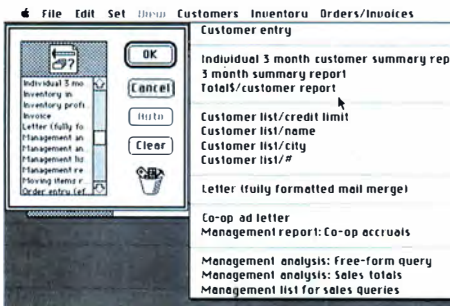 File Edit Set Customers Inventory Orders/Invoices
OK
Cancel
Auto
Clear
Individual 3 mo
Inventory in
Inventory profi
Invoice
Letter (fully fo
Management an
Management an
Management lis
Management re
Moving items r
Order entry (ef
Customer entry
Individual 3 month customer summary rep
3 month summary report
Total$/customer report
Customer list/credit limit
Customer list/name
Customer list/city
Customer list/#
Letter (fully formatted mail merge)
Co-op ad letter
Management report: Co-op accruals
Management analysis: Free-form query
Management analysis: Sales totals
Management list for sales Queries